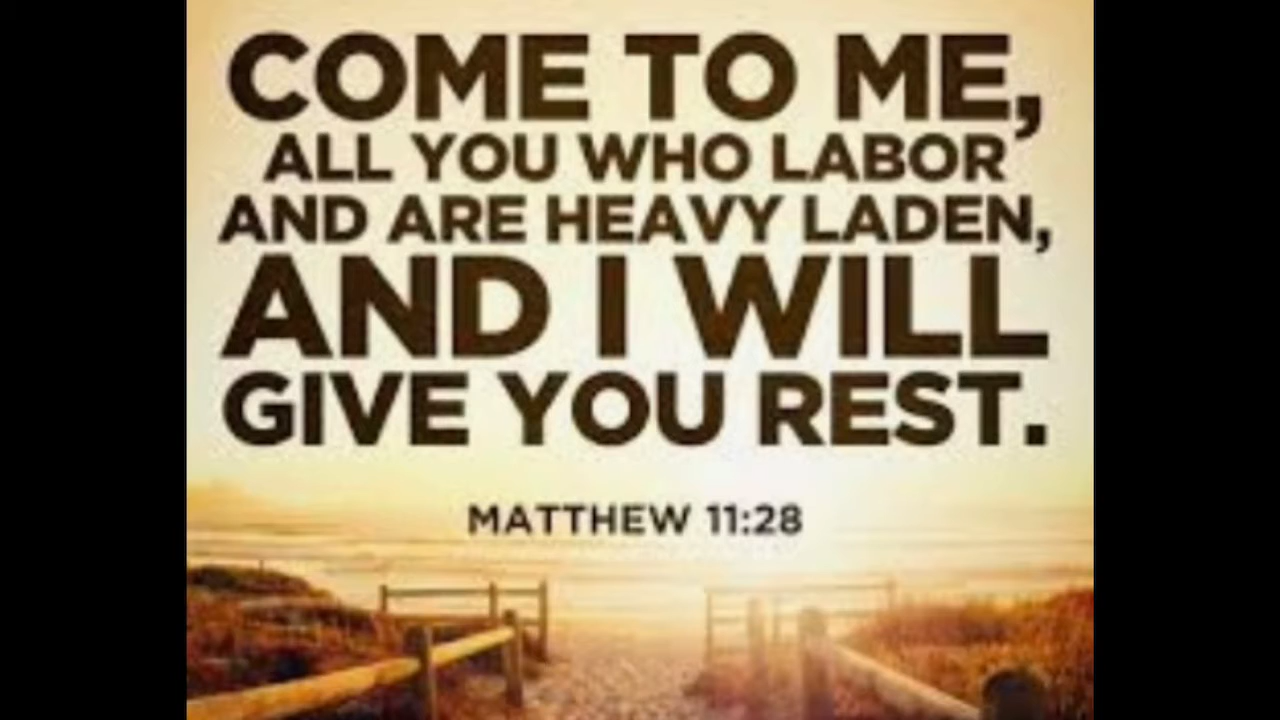 COME TO ME,
ALL YOU WHO LABOR
AND ARE HEAVY LADEN,
AND I WILL
GIVE YOU REST.
MATTHEW 11:28